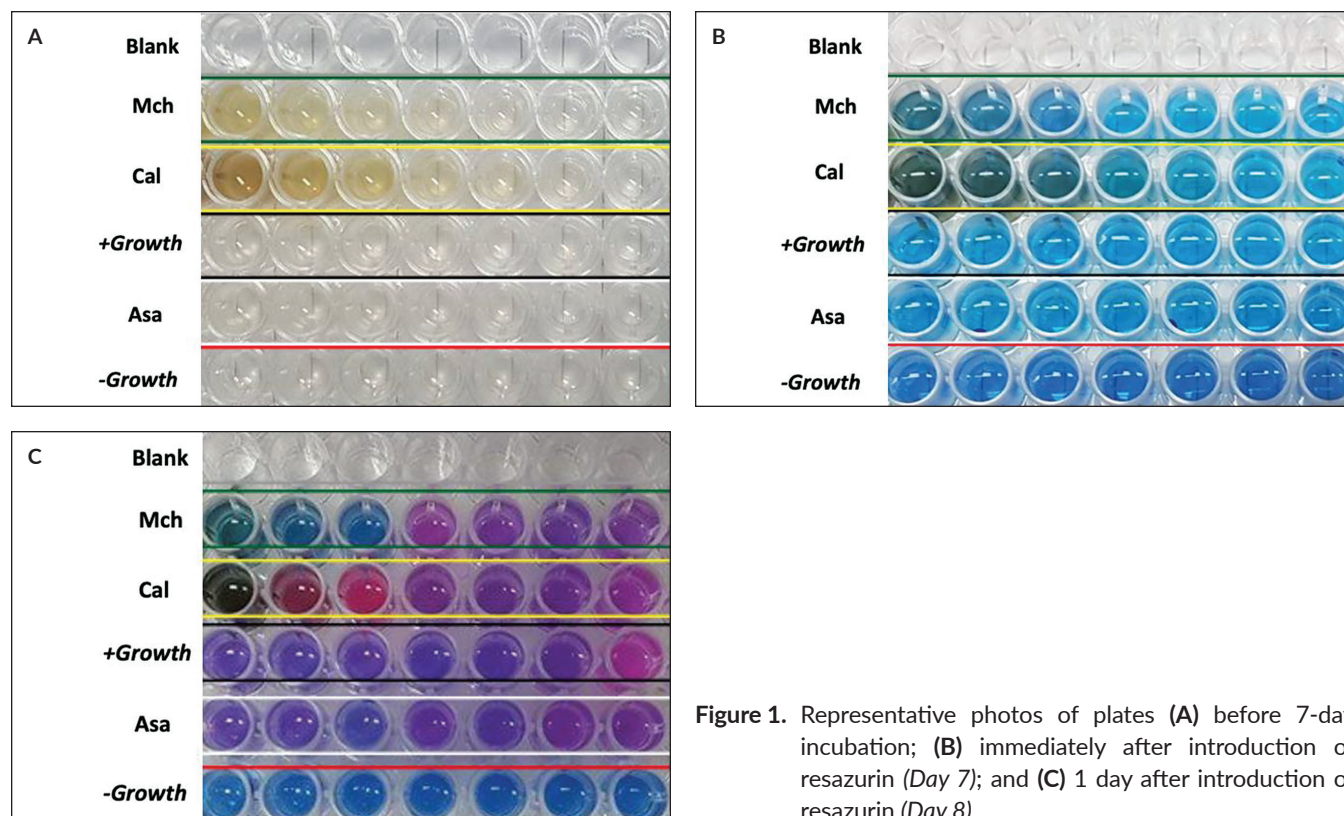 A
Blank
Mch
Cal
+Growth
Asa
-Growth
B
Blank
Mch
Cal
+Growth
Asa
-Growth
C
Blank
Mch
Cal
+Growth
Asa
-Growth
Figure 1. Representative photos of plates (A) before 7-da
incubation; (B) immediately after introduction o
resazurin (Day 7); and (C) 1 day after introduction o
resazurin (Day 8)